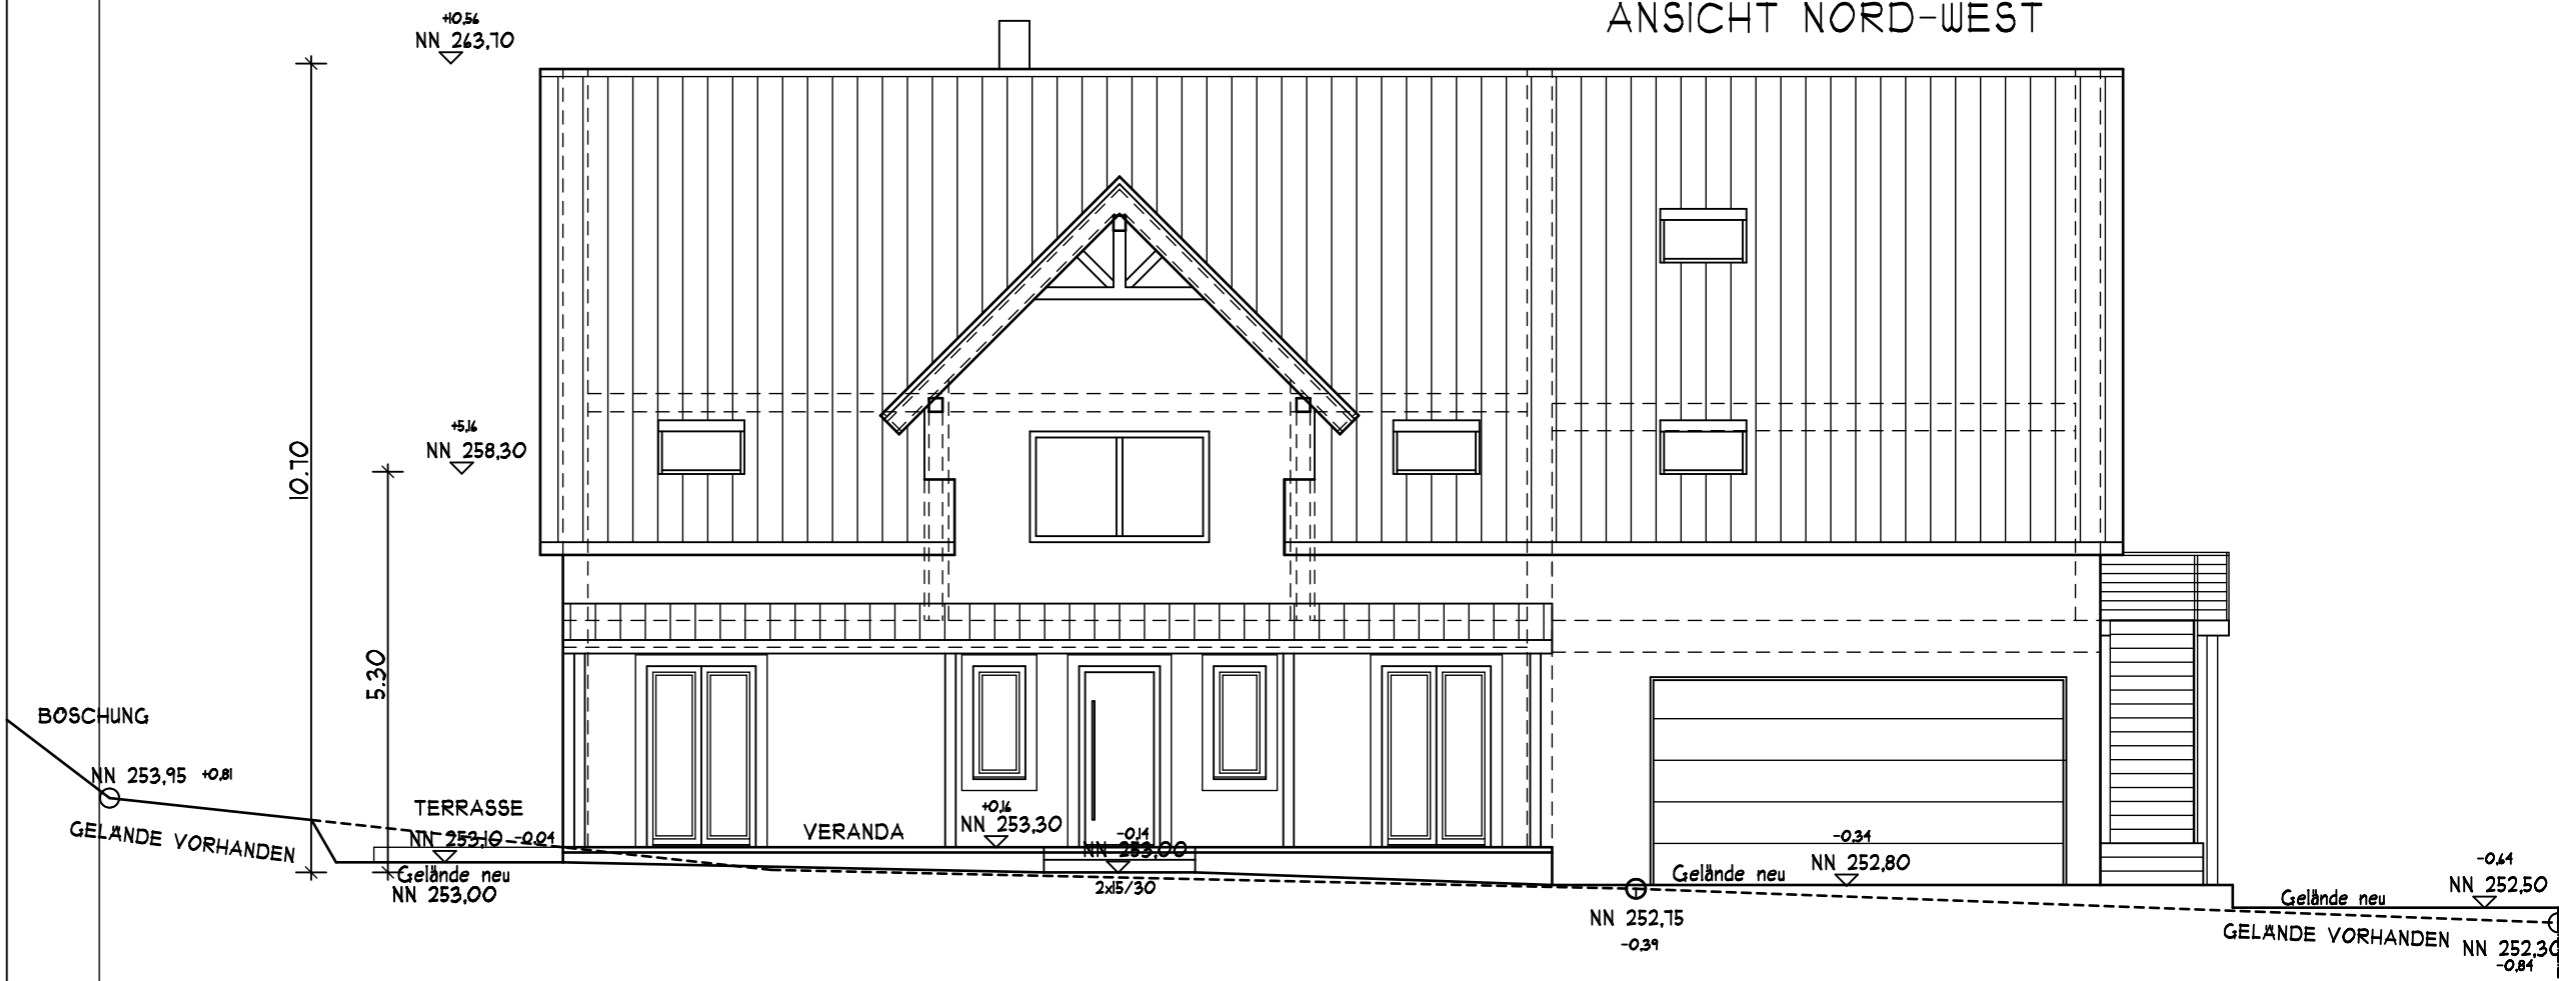 ANSICHT NORD-WEST
+10,56
NN 263,70
+5,16
NN 258,30
10.70
5.30
BÖSCHUNG
NN 253,95 +0,81
GELÄNDE VORHANDEN
TERRASSE
NN 253,10 -0,04
Gelände neu
NN 253,00
VERANDA
+0,16
NN 253,30
-0,14
NN 253,00
2x15/30
NN 252,75
-0,39
Gelände neu
-0,34
NN 252,80
-0,64
NN 252,50
Gelände neu
GELÄNDE VORHANDEN
NN 252,30
-0,84